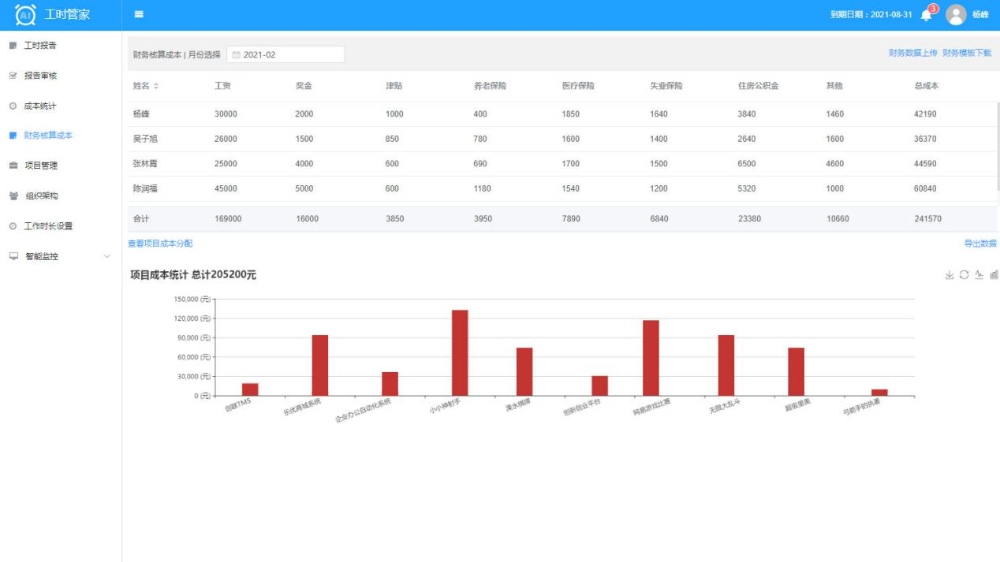 AI 工时管家 到期日期：2021-08-31 3 杨峰
工时报告
报告审核
成本统计
财务核算成本
项目管理
组织架构
工作时长设置
智能监控
财务核算成本 | 月份选择 2021-02 财务数据上传 财务模板下载
姓名 工资 奖金 津贴 养老保险 医疗保险 失业保险 住房公积金 其他 总成本
杨峰 30000 2000 1000 400 1850 1640 3840 1460 42190
吴子旭 26000 1500 850 780 1600 1400 2640 1600 36370
张林霞 25000 4000 600 690 1700 1500 6500 4600 44590
陈润福 45000 5000 600 1180 1540 1200 5320 1000 60840
合计 169000 16000 3850 3950 7890 6840 23380 10660 241570
查看项目成本分配 导出数据
项目成本统计 总计205200元
150,000 (元)
120,000 (元)
90,000 (元)
60,000 (元)
30,000 (元)
0 (元)
创联TMS 乐优商城系统 企业办公自动化系统 小小神射手 溧水棋牌 创新创业平台 网易游戏比赛 无限大乱斗 超级里奥 弓箭手的执着